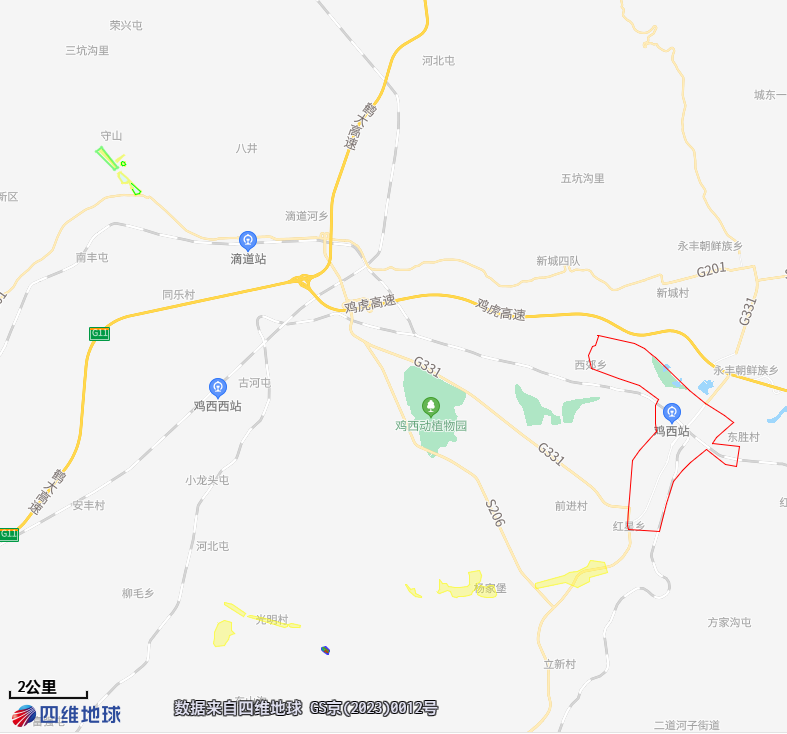 荣兴屯
三坑沟里
河北屯
城东一
鹤大高速
守山
八井
五坑沟里
新区
滴道河乡
永丰朝鲜族乡
南丰屯
滴道站
新城四队
G201
同乐村
新城村
鸡虎高速
鸡虎高速
G331
G11
西郊乡
G331
永丰朝鲜族乡
古河屯
鸡西西站
鸡西动植物园
鸡西站
东胜村
G331
鹤大高速
小龙头屯
安丰村
S206
前进村
红星乡
G11
河北屯
柳毛乡
杨家堡
光明村
方家沟屯
立新村
2公里
四维地球
数据来自四维地球 GS京(2023)0012号
二道河子街道